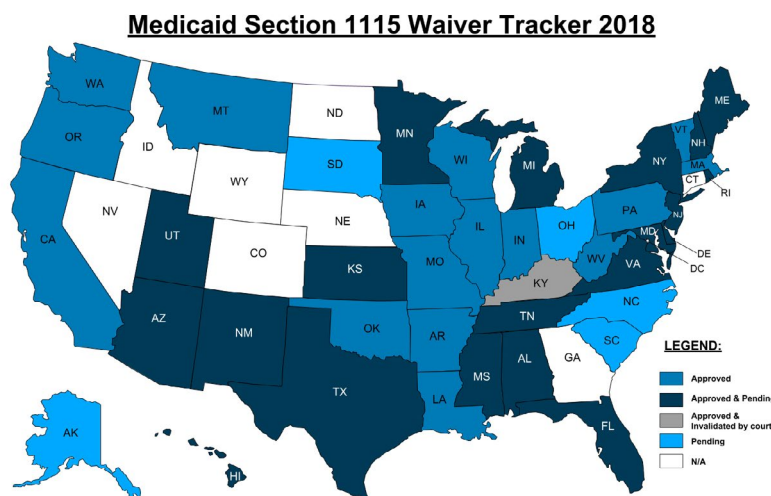 Medicaid Section 1115 Waiver Tracker 2018
WA
MT
ND
MN
ME
OR
ID
SD
WI
MI
VT
NH
NY
MA
WY
CT
RI
IA
NE
PA
NV
NJ
IL
IN
OH
UT
CO
MD
DE
CA
WV
KS
MO
VA
DC
KY
NC
TN
AZ
NM
OK
AR
SC
MS
AL
GA
TX
LA
FL
AK
HI
LEGEND:
Approved
Approved & Pendin
Approved &
Invalidated by court
Pending
N/A